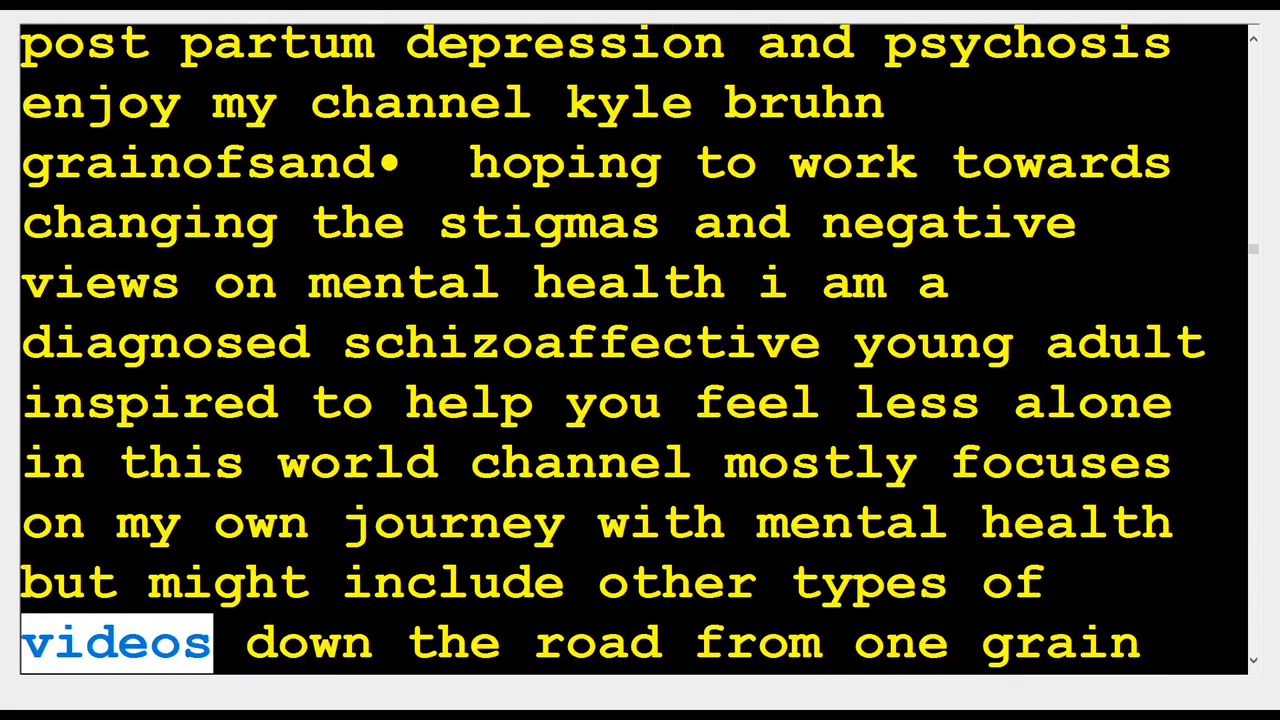 post partum depression and psychosis
enjoy my channel kyle bruhn
grainofsand•  hoping to work towards
changing the stigmas and negative
views on mental health i am a
diagnosed schizoaffective young adult
inspired to help you feel less alone
in this world channel mostly focuses
on my own journey with mental health
but might include other types of
videos down the road from one grain